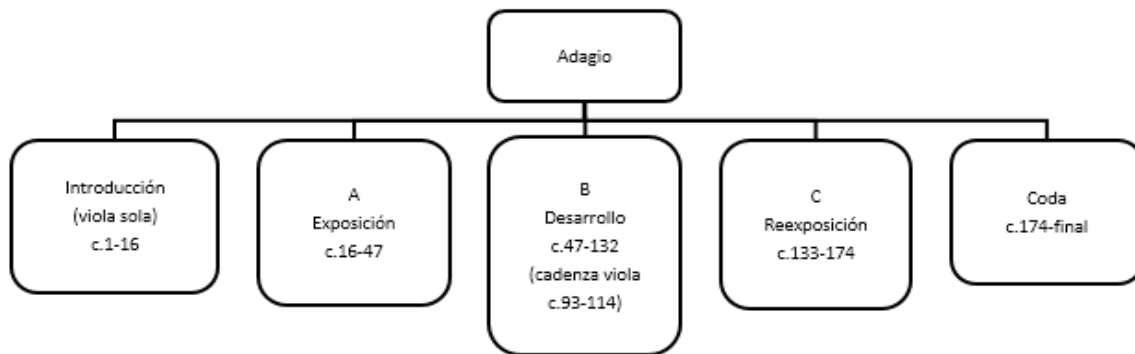 Adagio
Introducción
(viola sola)
c.1-16
A
Exposición
c.16-47
B
Desarrollo
c.47-132
(cadenza viola
c.93-114)
C
Reexposición
c.133-174
Coda
c.174-final